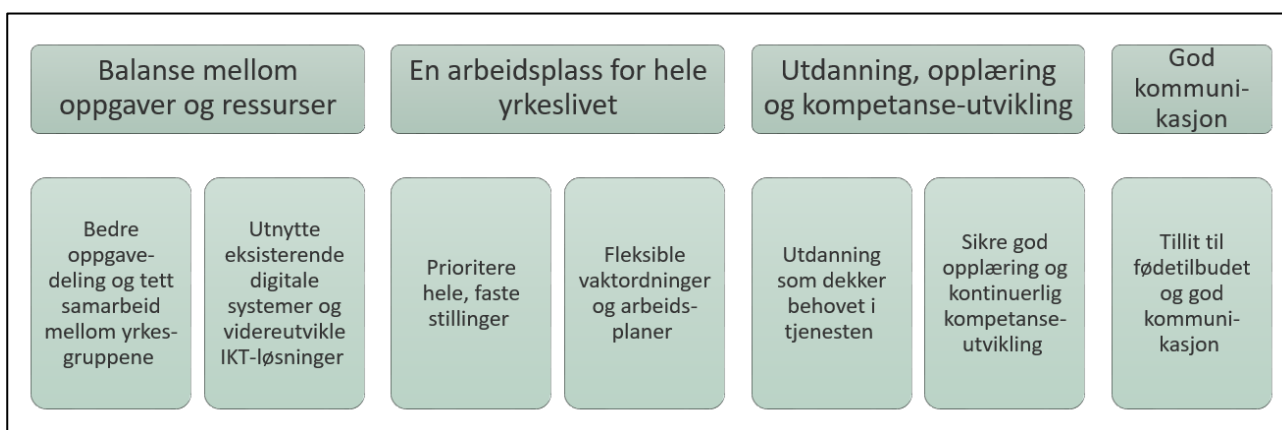 Balanse mellom
oppgaver og ressurser
En arbeidsplass for hele
yrkeslivet
Utdanning, opplæring
og kompetanse-utvikling
God
kommuni-
kasjon
Bedre
oppgave-
deling og tett
samarbeid
mellom yrkes-
gruppene
Utnytte
eksisterende
digitale
systemer og
videreutvikle
IKT-løsninger
Prioritere
hele, faste
stillinger
Fleksible
vaktordninger
og arbeids-
planer
Utdanning
som dekker
behovet i
tjenesten
Sikre god
opplæring og
kontinuerlig
kompetanse-
utvikling
Tillit til
fødetilbudet
og god
kommuni-
kasjon